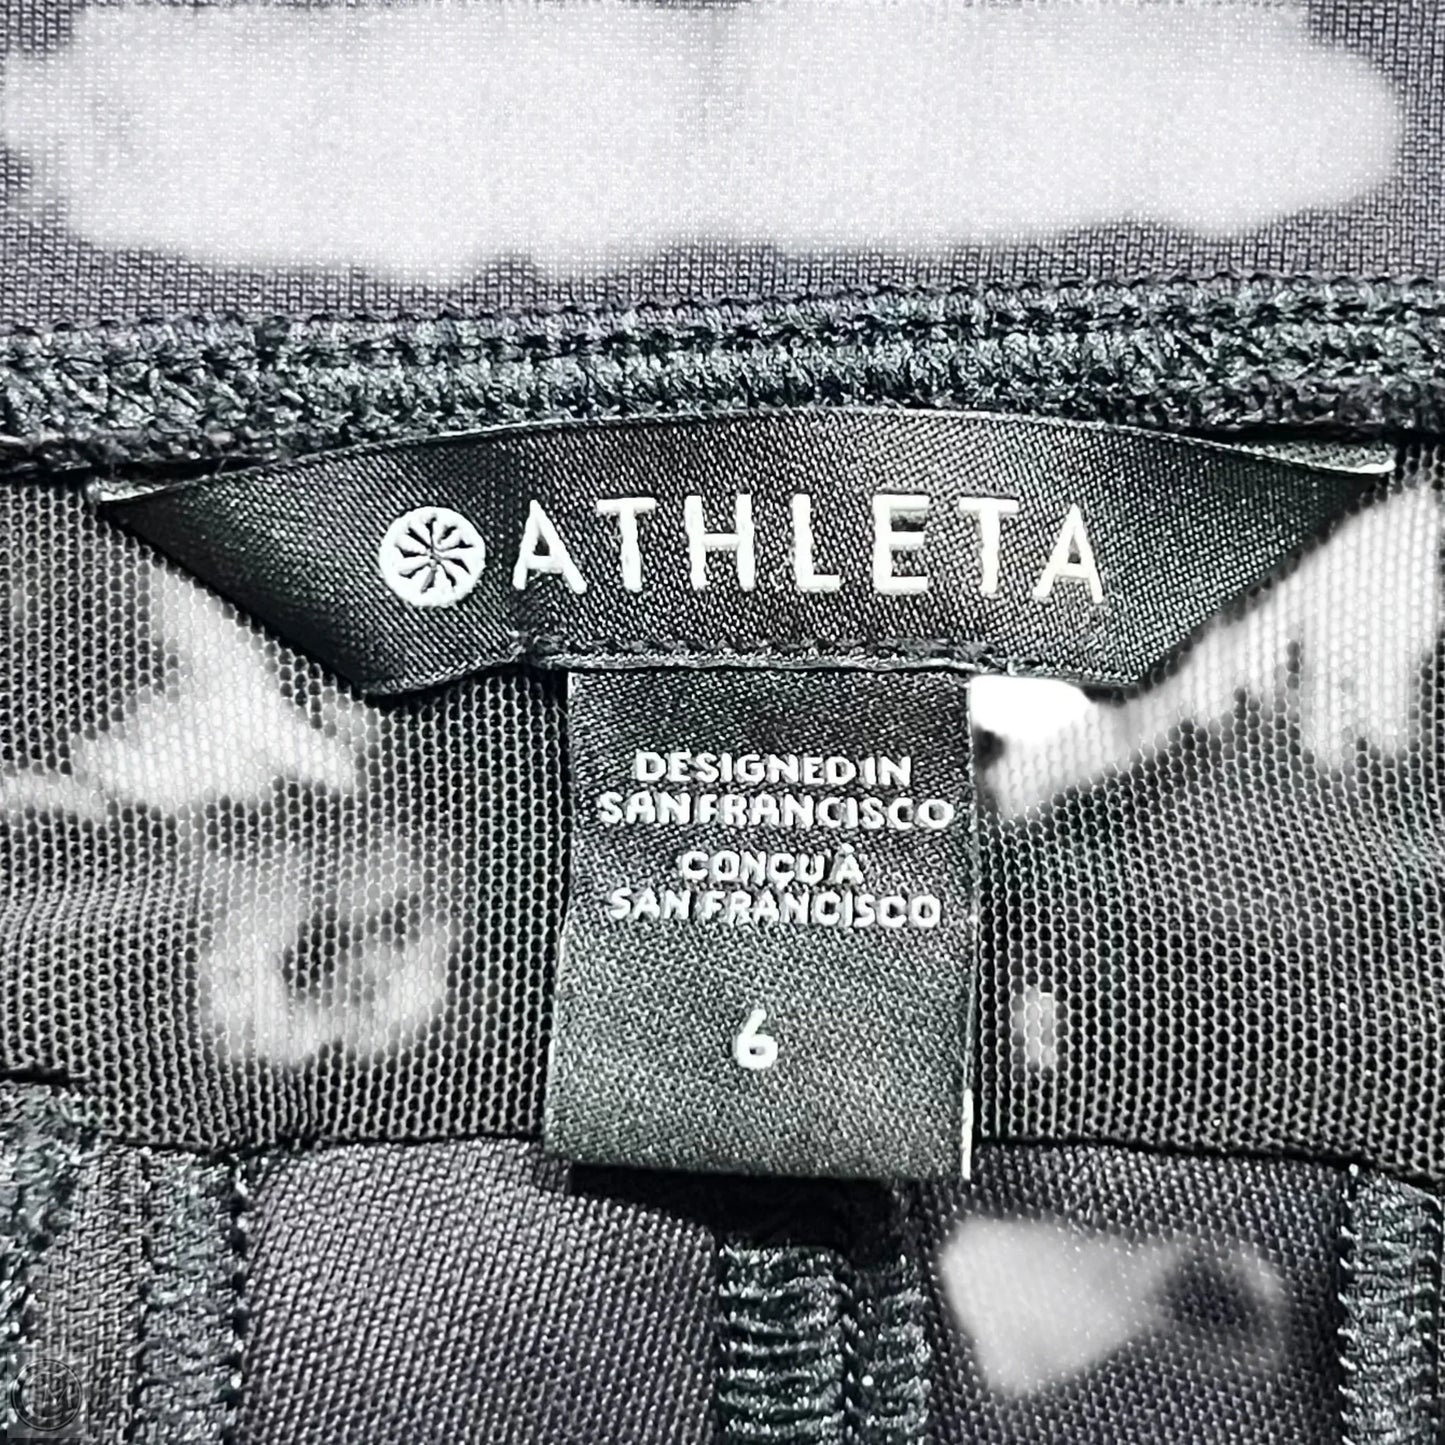 ATHLETA
DESIGNED IN
SAN FRANCISCO
CONÇU À
SAN FRANCISCO
6